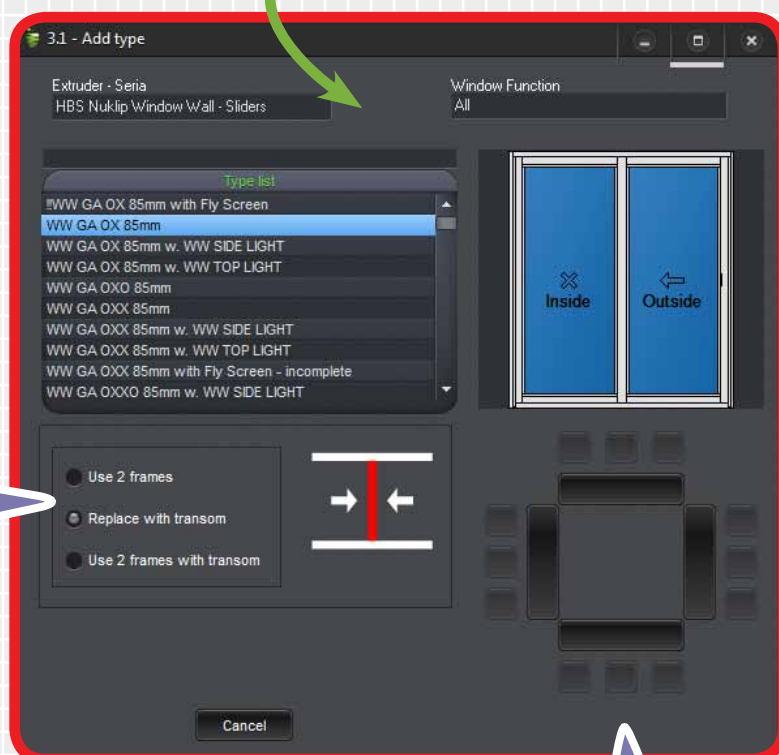 3.1 - Add type
Extruder - Seria
Window Function
HBS Nuklip Window Wall - Sliders
All
Type list
!!WW GA OX 85mm with Fly Screen
WW GA OX 85mm
WW GA OX 85mm w. WW SIDE LIGHT
WW GA OX 85mm w. WW TOP LIGHT
WW GA OXO 85mm
WW GA OXX 85mm
WW GA OXX 85mm w. WW SIDE LIGHT
WW GA OXX 85mm w. WW TOP LIGHT
WW GA OXX 85mm with Fly Screen - incomplete
WW GA OXXO 85mm w. WW SIDE LIGHT
Inside
Outside
Use 2 frames
Replace with transom
Use 2 frames with transom
Cancel